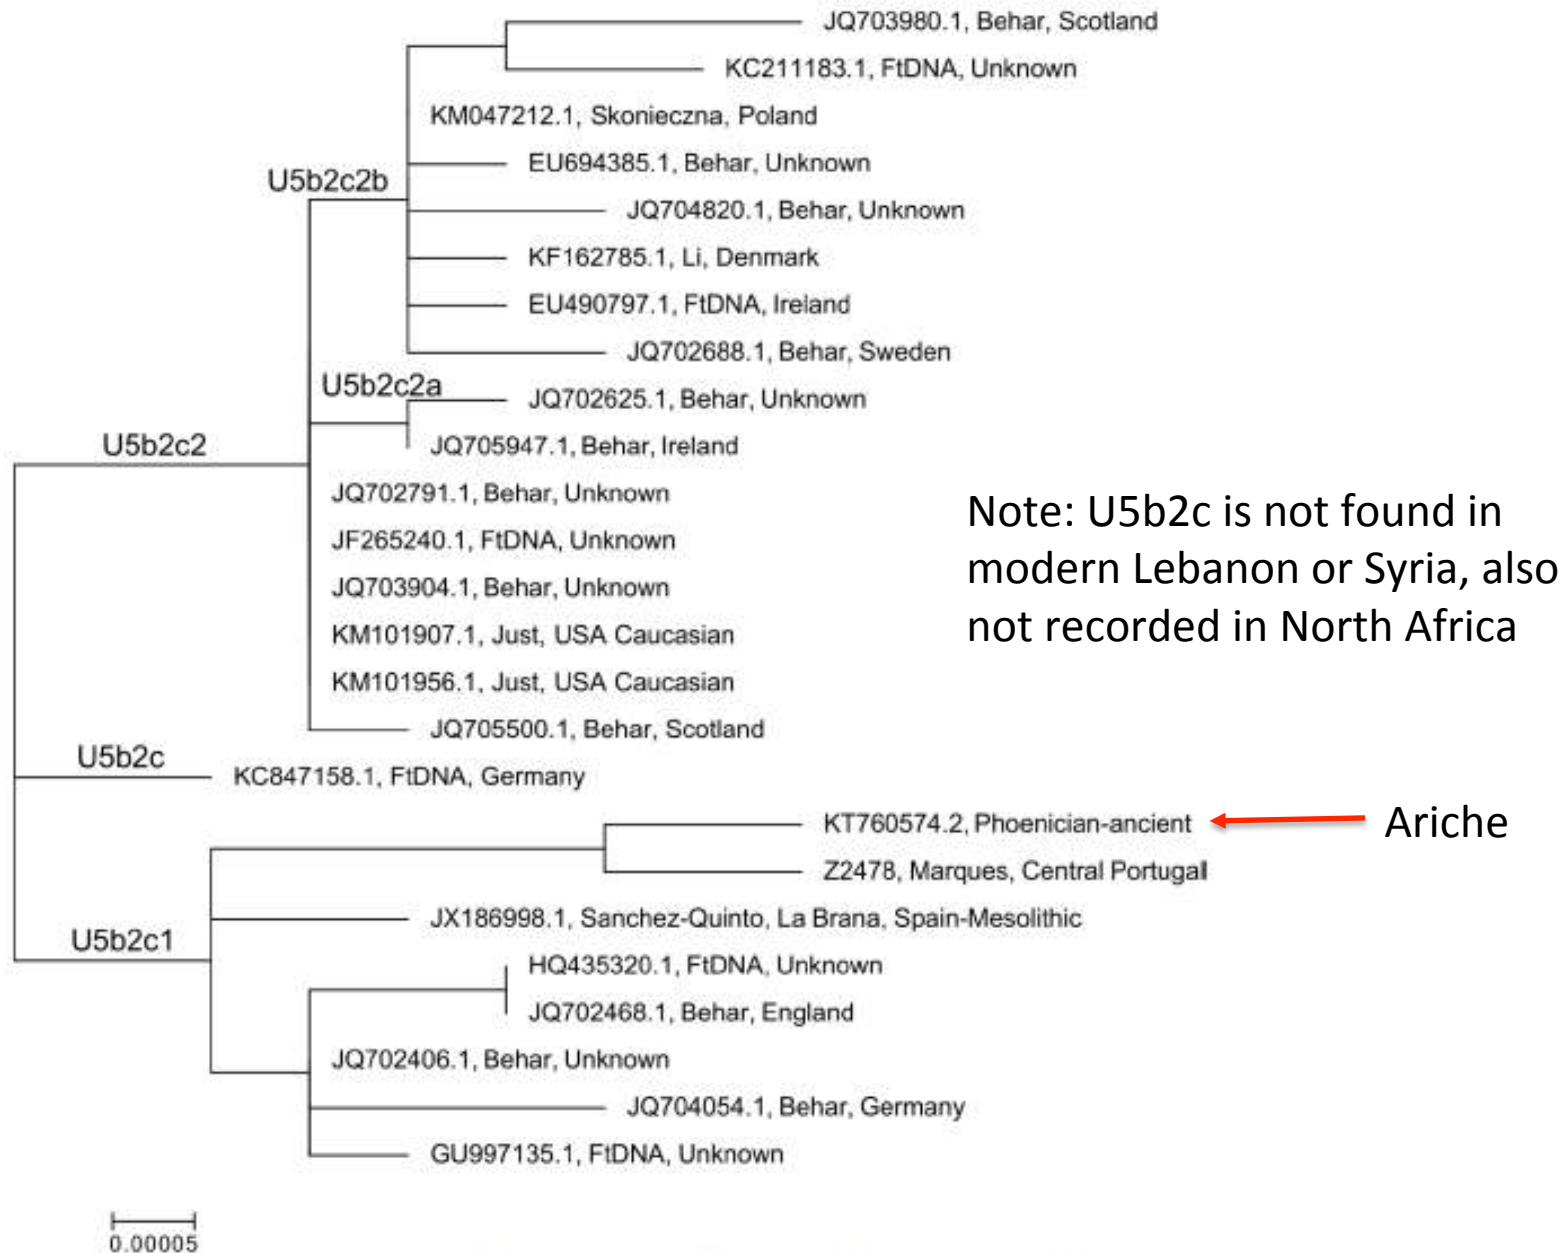 JQ703980.1, Behar, Scotland
KC211183.1, FtDNA, Unknown
KM047212.1, Skonieczna, Poland
EU694385.1, Behar, Unknown
U5b2c2b
JQ704820.1, Behar, Unknown
KF162785.1, Li, Denmark
EU490797.1, FtDNA, Ireland
JQ702688.1, Behar, Sweden
U5b2c2a
JQ702625.1, Behar, Unknown
U5b2c2
JQ705947.1, Behar, Ireland
JQ702791.1, Behar, Unknown
JF265240.1, FtDNA, Unknown
JQ703904.1, Behar, Unknown
KM101907.1, Just, USA Caucasian
KM101956.1, Just, USA Caucasian
JQ705500.1, Behar, Scotland
Note: U5b2c is not found in
modern Lebanon or Syria, also
not recorded in North Africa
U5b2c
KC847158.1, FtDNA, Germany
KT760574.2, Phoenician-ancient
Ariche
Z2478, Marques, Central Portugal
JX186998.1, Sanchez-Quinto, La Brana, Spain-Mesolithic
U5b2c1
HQ435320.1, FtDNA, Unknown
JQ702468.1, Behar, England
JQ702406.1, Behar, Unknown
JQ704054.1, Behar, Germany
GU997135.1, FtDNA, Unknown
0.00005